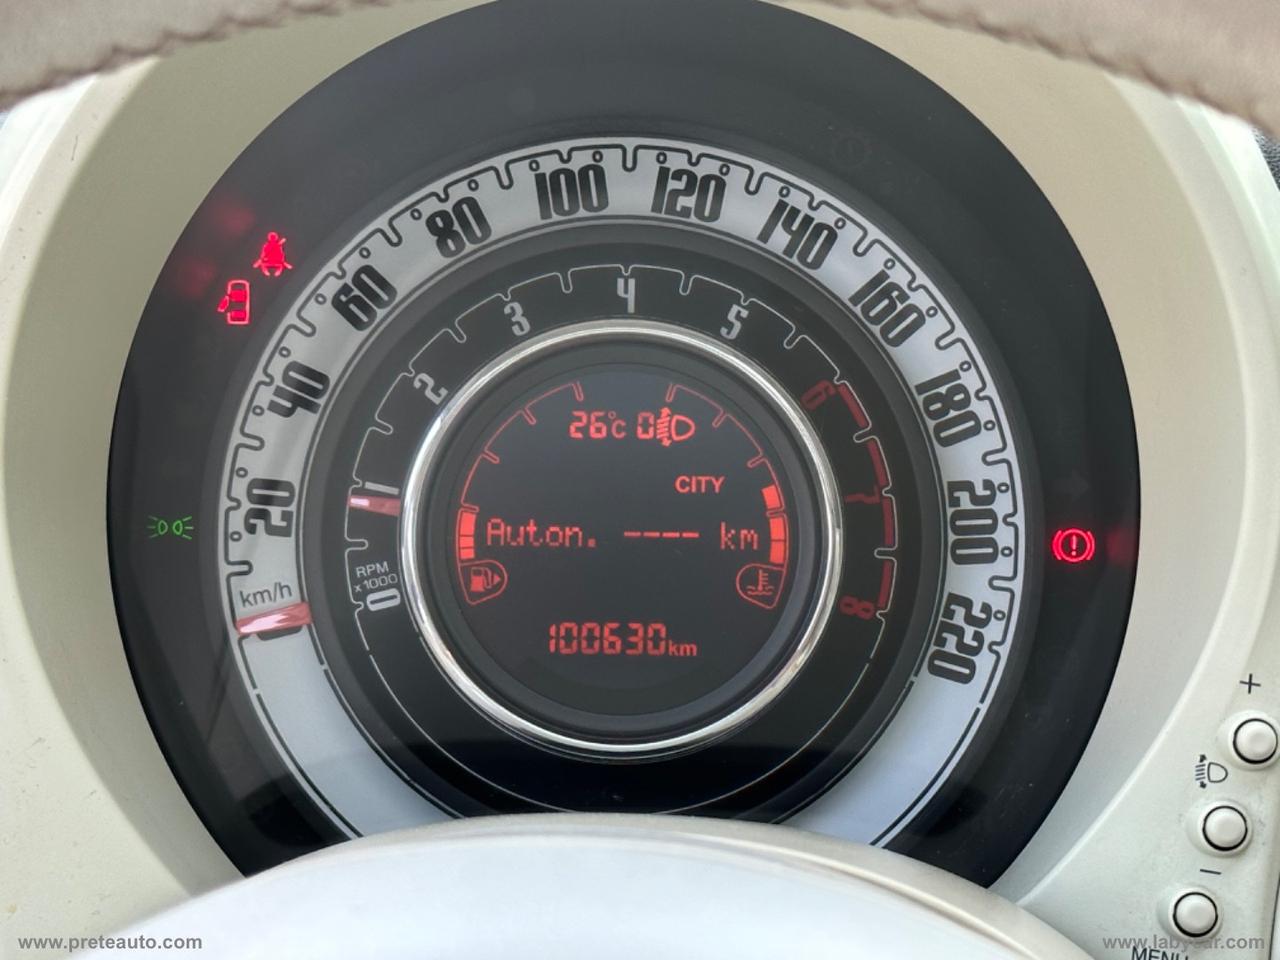 20 40 60 80 100 120 140 160 180 200 220
km/h
1 2 3 4 5 6 7 8
RPM
x1000
0
26°C 0
CITY
Auton. ---- km
100630km
+
-
MENU
www.preteauto.com
www.labycar.com